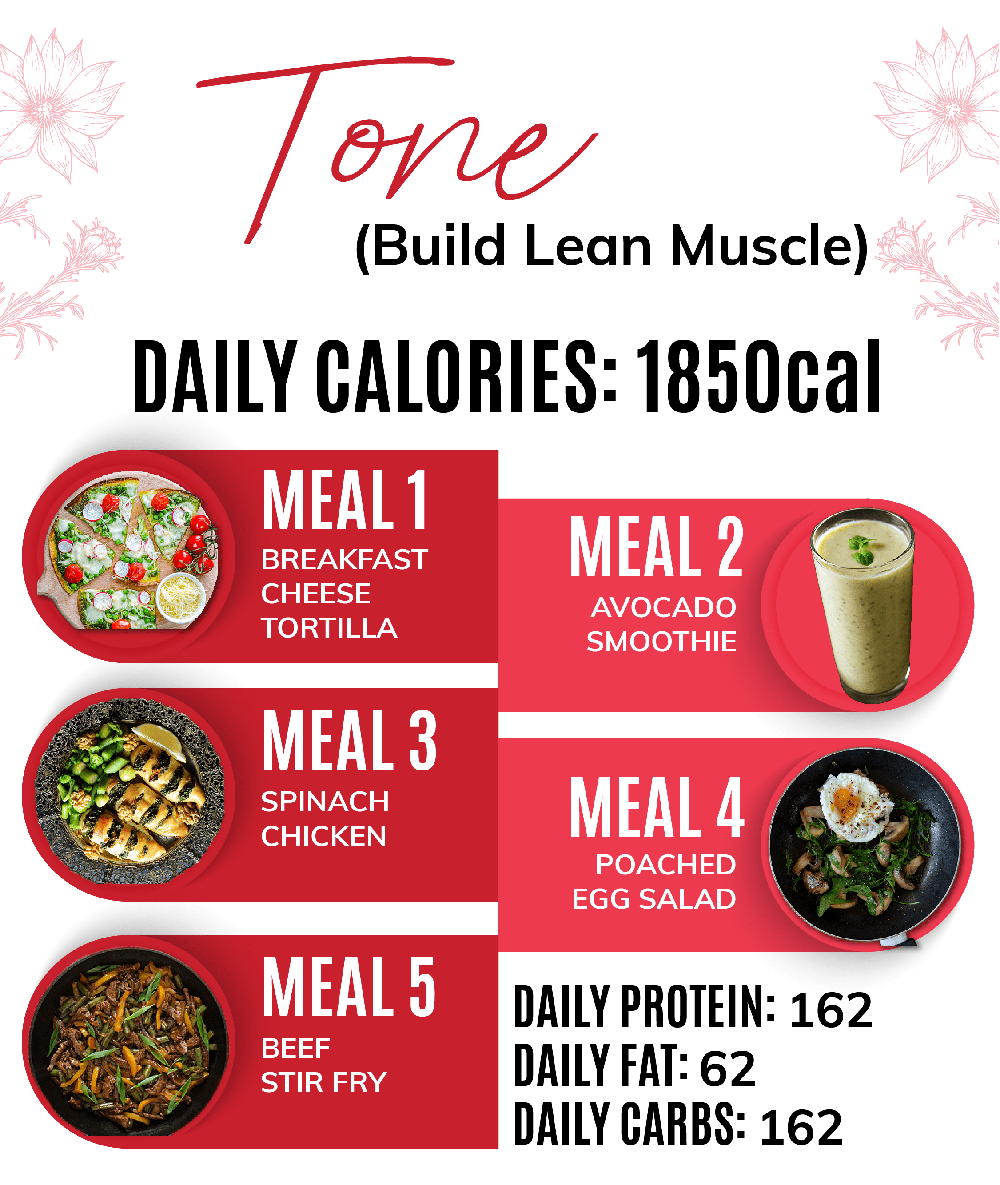 Tone
(Build Lean Muscle)
DAILY CALORIES: 1850cal
MEAL 1
BREAKFAST
CHEESE
TORTILLA
MEAL 2
AVOCADO
SMOOTHIE
MEAL 3
SPINACH
CHICKEN
MEAL 4
POACHED
EGG SALAD
MEAL 5
BEEF
STIR FRY
DAILY PROTEIN: 162
DAILY FAT: 62
DAILY CARBS: 162